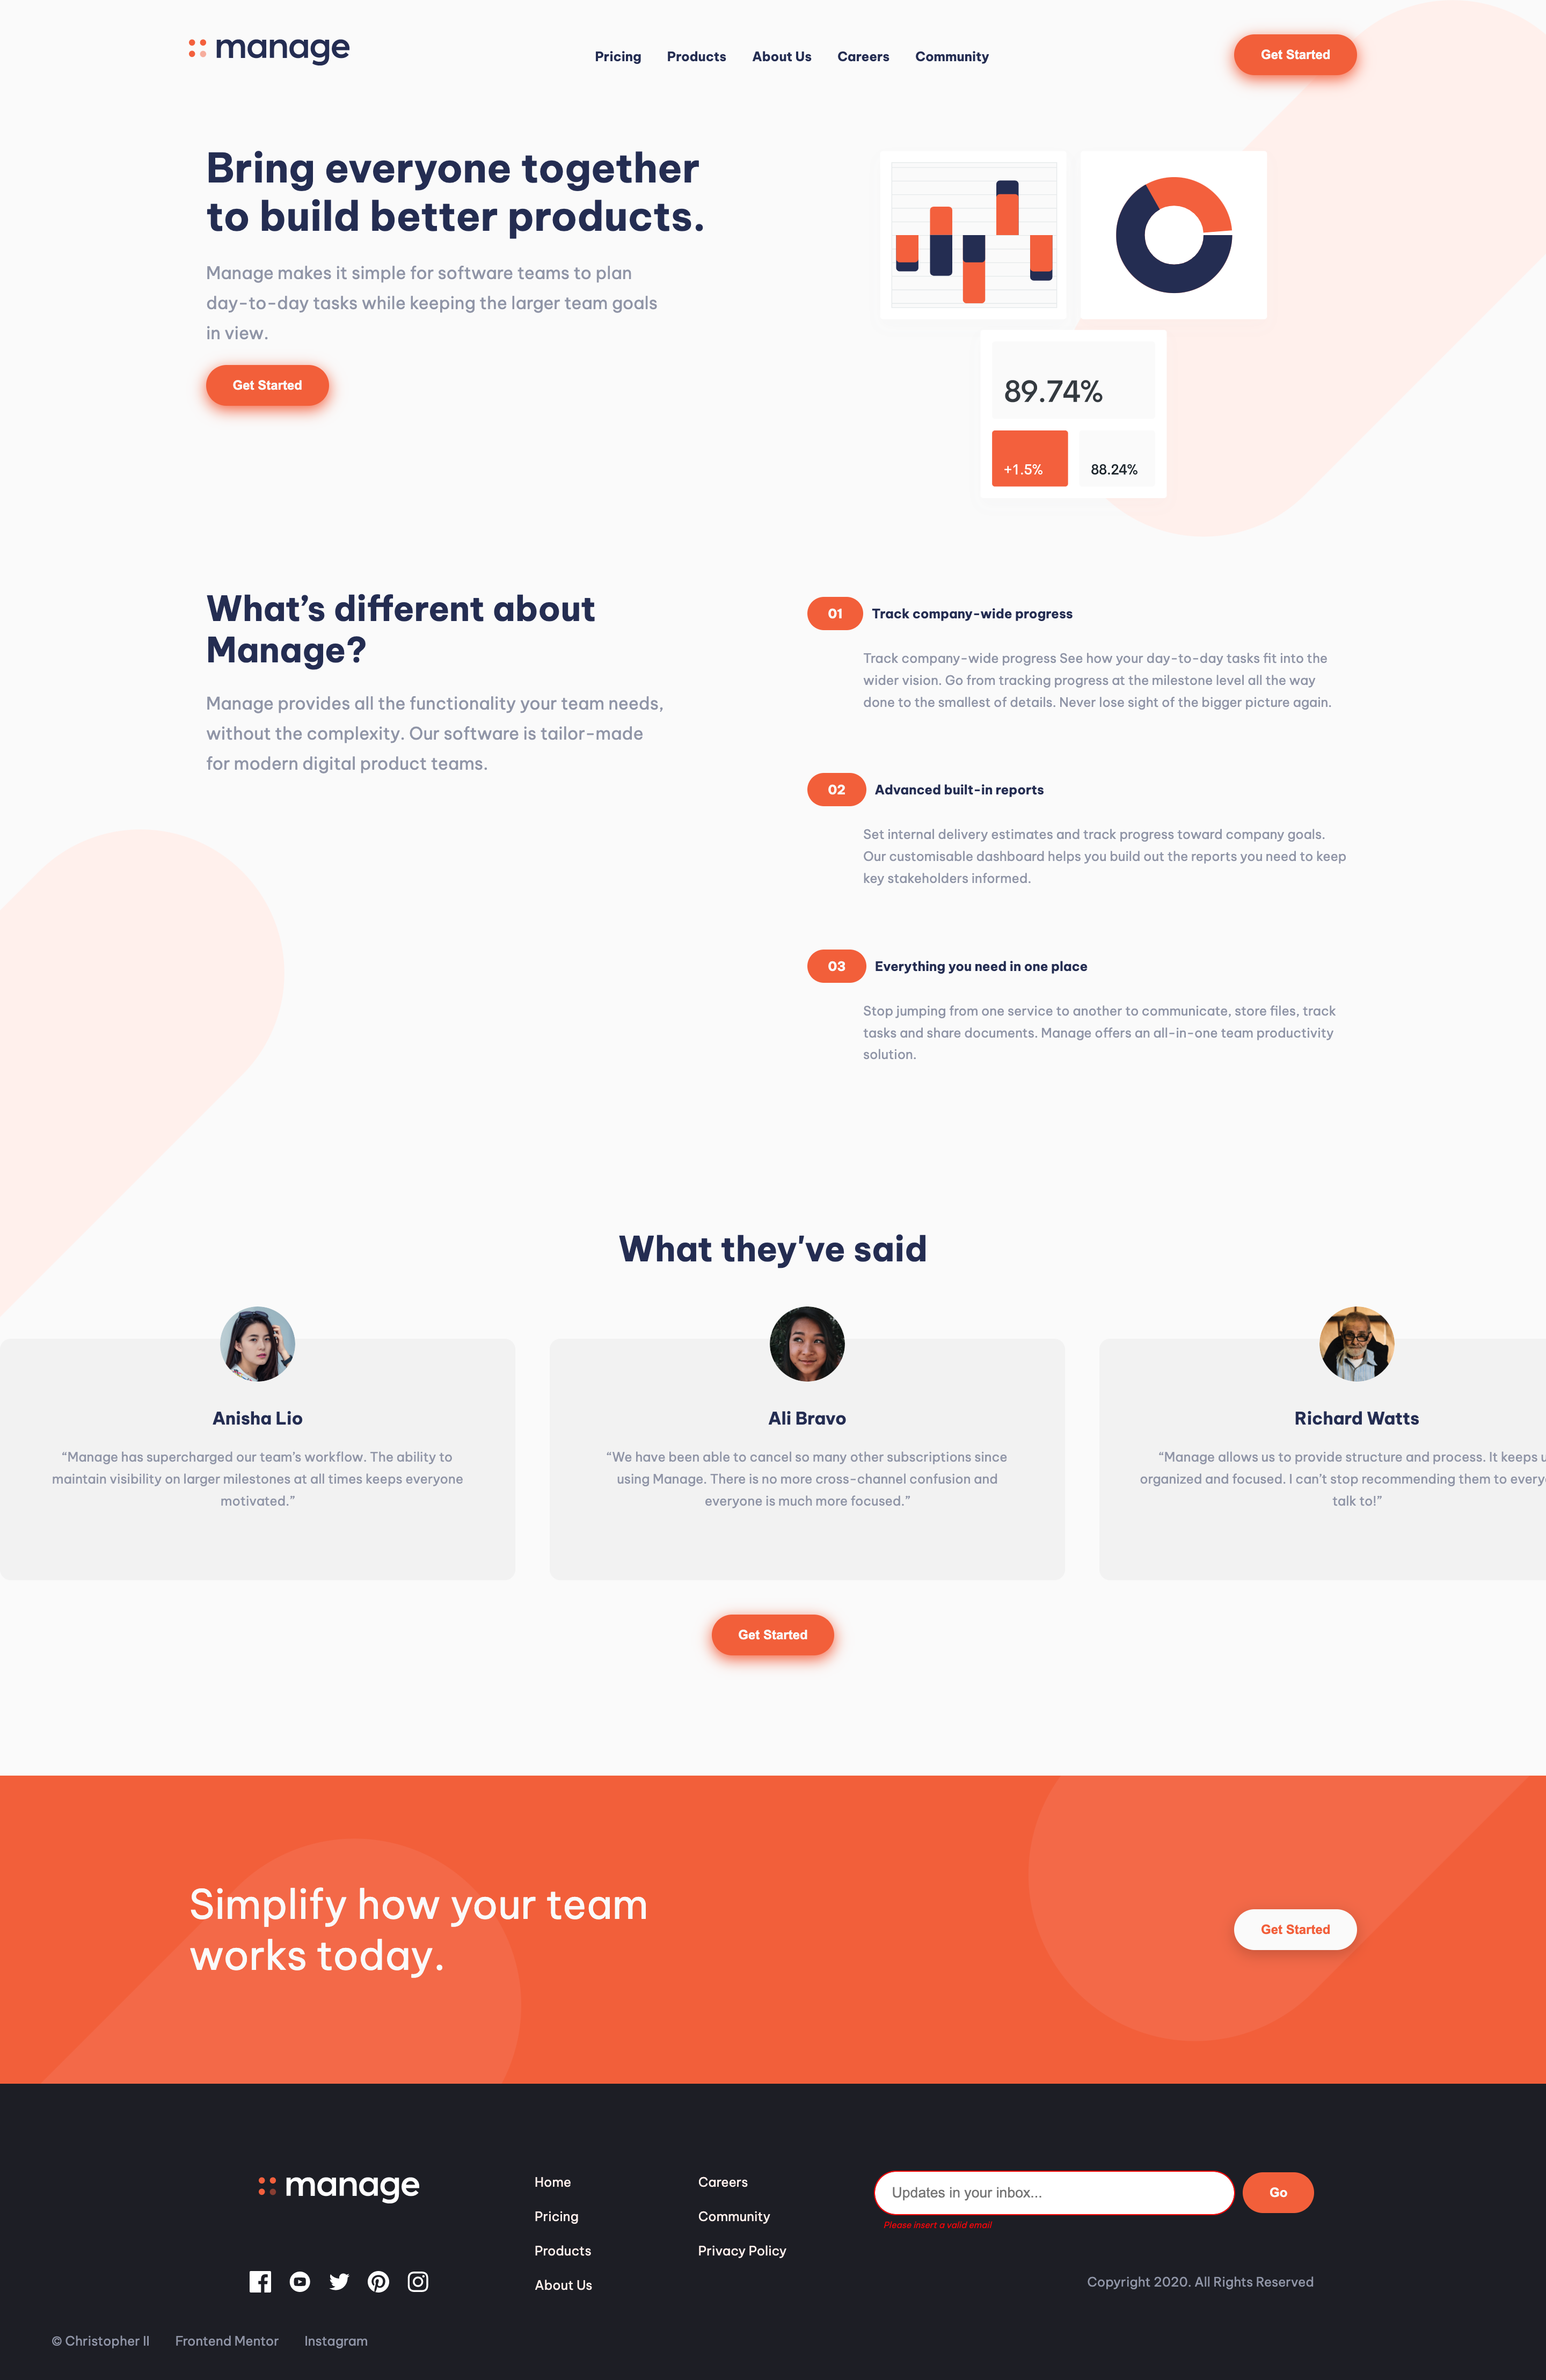 manage
Pricing Products About Us Careers Community
Get Started
Bring everyone together
to build better products.
Manage makes it simple for software teams to plan
day-to-day tasks while keeping the larger team goals
in view.
Get Started
89.74%
+1.5%
88.24%
What’s different about
Manage?
Manage provides all the functionality your team needs,
without the complexity. Our software is tailor-made
for modern digital product teams.
01 Track company-wide progress
Track company-wide progress See how your day-to-day tasks fit into the
wider vision. Go from tracking progress at the milestone level all the way
done to the smallest of details. Never lose sight of the bigger picture again.
02 Advanced built-in reports
Set internal delivery estimates and track progress toward company goals.
Our customisable dashboard helps you build out the reports you need to keep
key stakeholders informed.
03 Everything you need in one place
Stop jumping from one service to another to communicate, store files, track
tasks and share documents. Manage offers an all-in-one team productivity
solution.
What they've said
Anisha Lio
“Manage has supercharged our team’s workflow. The ability to
maintain visibility on larger milestones at all times keeps everyone
motivated.”
Ali Bravo
“We have been able to cancel so many other subscriptions since
using Manage. There is no more cross-channel confusion and
everyone is much more focused.”
Richard Watts
“Manage allows us to provide structure and process. It keeps
organized and focused. I can’t stop recommending them to
talk to!”
Get Started
Simplify how your team
works today.
Get Started
manage
Home
Pricing
Products
About Us
Careers
Community
Privacy Policy
Updates in your inbox...
Go
Please insert a valid email
Copyright 2020. All Rights Reserved
© Christopher II Frontend Mentor Instagram